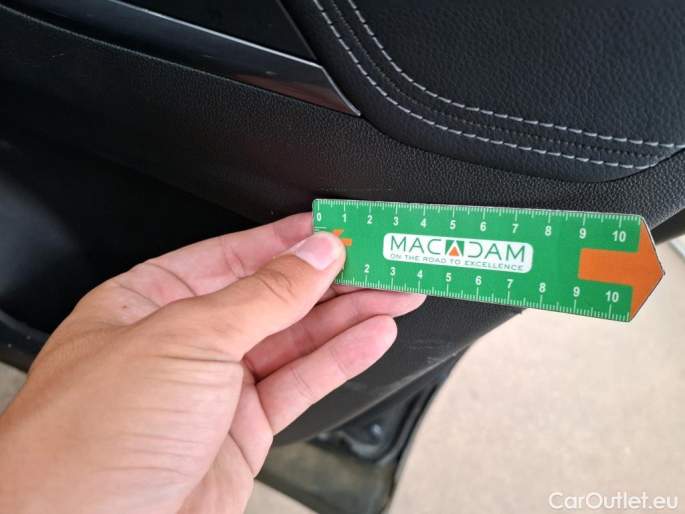 0 1 2 3 4 5 6 7 8 9 10
MACADAM
ON THE ROAD TO EXCELLENCE
2 3 4 5 6 7 8 9 10
CarOutlet.eu